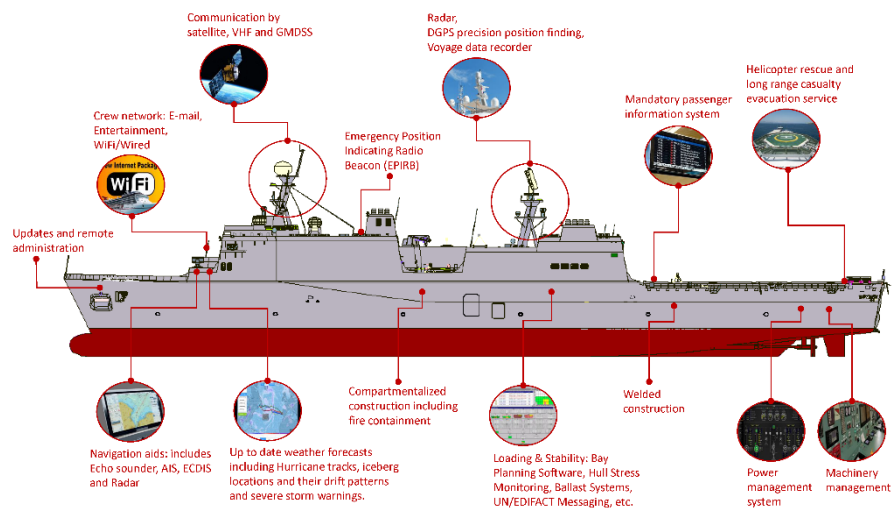 Communication by
satellite, VHF and GMDSS
Radar,
DGPS precision position finding,
Voyage data recorder
Helicopter rescue and
long range casualty
evacuation service
Mandatory passenger
information system
Crew network: E-mail,
Entertainment,
WiFi/Wired
Emergency Position
Indicating Radio
Beacon (EPIRB)
Internet Packag
WiFi
Updates and remote
administration
Navigation aids: includes
Echo sounder, AIS, ECDIS
and Radar
Up to date weather forecasts
including Hurricane tracks, iceberg
locations and their drift patterns
and severe storm warnings.
Compartmentalized
construction including
fire containment
Loading & Stability: Bay
Planning Software, Hull Stress
Monitoring, Ballast Systems,
UN/EDIFACT Messaging, etc.
Welded
construction
Power
management
system
Machinery
management